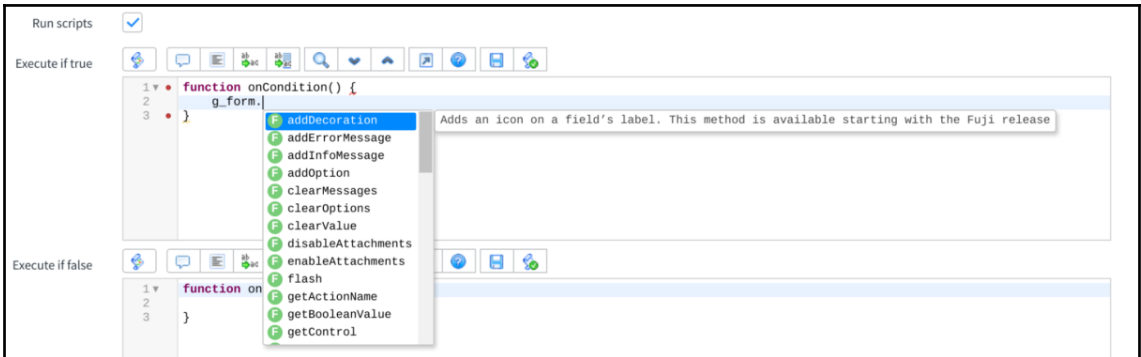 Run scripts
Execute if true
1 function onCondition() {
2 g_form.
3 }
addDecoration Adds an icon on a field's label. This method is available starting with the Fuji release
addErrorMessage
addInfoMessage
addOption
clearMessages
clearOptions
clearValue
disableAttachments
enableAttachments
flash
getActionName
getBooleanValue
getControl
Execute if false
1 function on
2
3 }